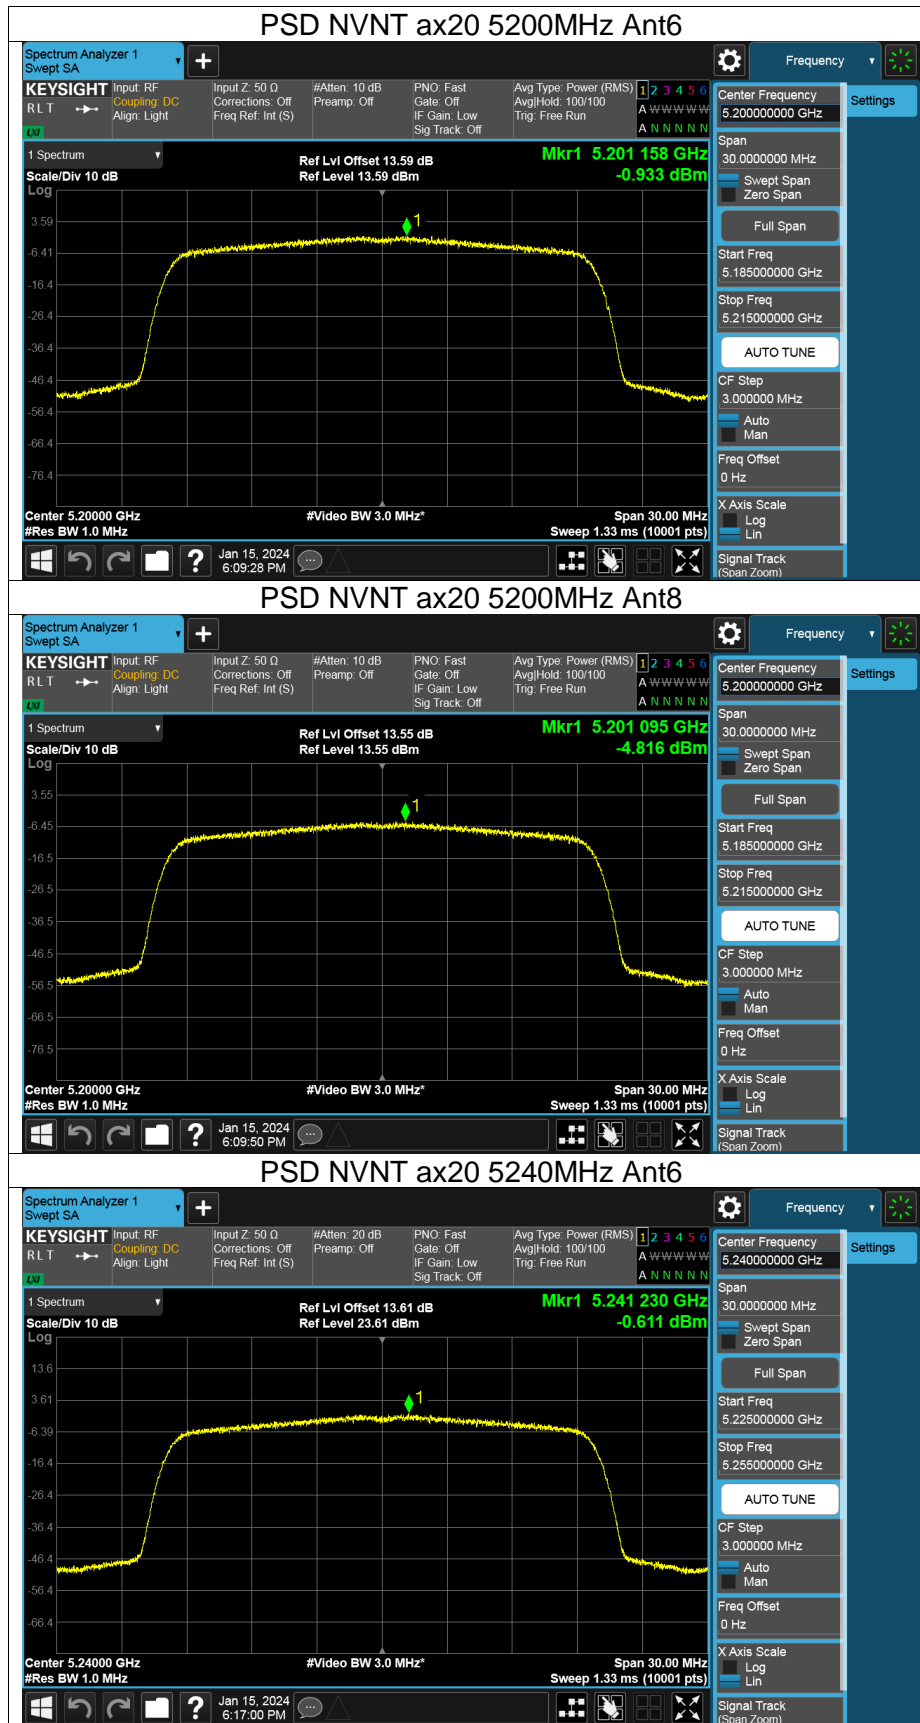 PSD NVNT ax20 5200MHz Ant6
Spectrum Analyzer 1
Swept SA
Frequency
KEYSIGHT
RLT
LXI
Input: RF
Coupling: DC
Align: Light
Input Z: 50 Ω
Corrections: Off
Freq Ref: Int (S)
#Atten: 10 dB
Preamp: Off
PNO: Fast
Gate: Off
IF Gain: Low
Sig Track: Off
Avg Type: Power (RMS)
Avg|Hold: 100/100
Trig: Free Run
1 2 3 4 5 6
A W W W W W
A N N N N N
Center Frequency
5.200000000 GHz
Settings
Span
30.0000000 MHz
Swept Span
Zero Span
Full Span
Start Freq
5.185000000 GHz
Stop Freq
5.215000000 GHz
AUTO TUNE
CF Step
3.000000 MHz
Auto
Man
Freq Offset
0 Hz
X Axis Scale
Log
Lin
Signal Track
(Span Zoom)
1 Spectrum
Scale/Div 10 dB
Ref Lvl Offset 13.59 dB
Ref Level 13.59 dBm
Mkr1 5.201 158 GHz
-0.933 dBm
Log
1
3.59
-6.41
-16.4
-26.4
-36.4
-46.4
-56.4
-66.4
-76.4
Center 5.20000 GHz
#Res BW 1.0 MHz
#Video BW 3.0 MHz*
Span 30.00 MHz
Sweep 1.33 ms (10001 pts)
Jan 15, 2024
6:09:28 PM
PSD NVNT ax20 5200MHz Ant8
Spectrum Analyzer 1
Swept SA
Frequency
KEYSIGHT
RLT
LXI
Input: RF
Coupling: DC
Align: Light
Input Z: 50 Ω
Corrections: Off
Freq Ref: Int (S)
#Atten: 10 dB
Preamp: Off
PNO: Fast
Gate: Off
IF Gain: Low
Sig Track: Off
Avg Type: Power (RMS)
Avg|Hold: 100/100
Trig: Free Run
1 2 3 4 5 6
A W W W W W
A N N N N N
Center Frequency
5.200000000 GHz
Settings
Span
30.0000000 MHz
Swept Span
Zero Span
Full Span
Start Freq
5.185000000 GHz
Stop Freq
5.215000000 GHz
AUTO TUNE
CF Step
3.000000 MHz
Auto
Man
Freq Offset
0 Hz
X Axis Scale
Log
Lin
Signal Track
(Span Zoom)
1 Spectrum
Scale/Div 10 dB
Ref Lvl Offset 13.55 dB
Ref Level 13.55 dBm
Mkr1 5.201 095 GHz
-4.816 dBm
Log
1
3.55
-6.45
-16.5
-26.5
-36.5
-46.5
-56.5
-66.5
-76.5
Center 5.20000 GHz
#Res BW 1.0 MHz
#Video BW 3.0 MHz*
Span 30.00 MHz
Sweep 1.33 ms (10001 pts)
Jan 15, 2024
6:09:50 PM
PSD NVNT ax20 5240MHz Ant6
Spectrum Analyzer 1
Swept SA
Frequency
KEYSIGHT
RLT
LXI
Input: RF
Coupling: DC
Align: Light
Input Z: 50 Ω
Corrections: Off
Freq Ref: Int (S)
#Atten: 20 dB
Preamp: Off
PNO: Fast
Gate: Off
IF Gain: Low
Sig Track: Off
Avg Type: Power (RMS)
Avg|Hold: 100/100
Trig: Free Run
1 2 3 4 5 6
A W W W W W
A N N N N N
Center Frequency
5.240000000 GHz
Settings
Span
30.0000000 MHz
Swept Span
Zero Span
Full Span
Start Freq
5.225000000 GHz
Stop Freq
5.255000000 GHz
AUTO TUNE
CF Step
3.000000 MHz
Auto
Man
Freq Offset
0 Hz
X Axis Scale
Log
Lin
Signal Track
(Span Zoom)
1 Spectrum
Scale/Div 10 dB
Ref Lvl Offset 13.61 dB
Ref Level 23.61 dBm
Mkr1 5.241 230 GHz
-0.611 dBm
Log
1
13.6
3.61
-6.39
-16.4
-26.4
-36.4
-46.4
-56.4
-66.4
Center 5.24000 GHz
#Res BW 1.0 MHz
#Video BW 3.0 MHz*
Span 30.00 MHz
Sweep 1.33 ms (10001 pts)
Jan 15, 2024
6:17:00 PM